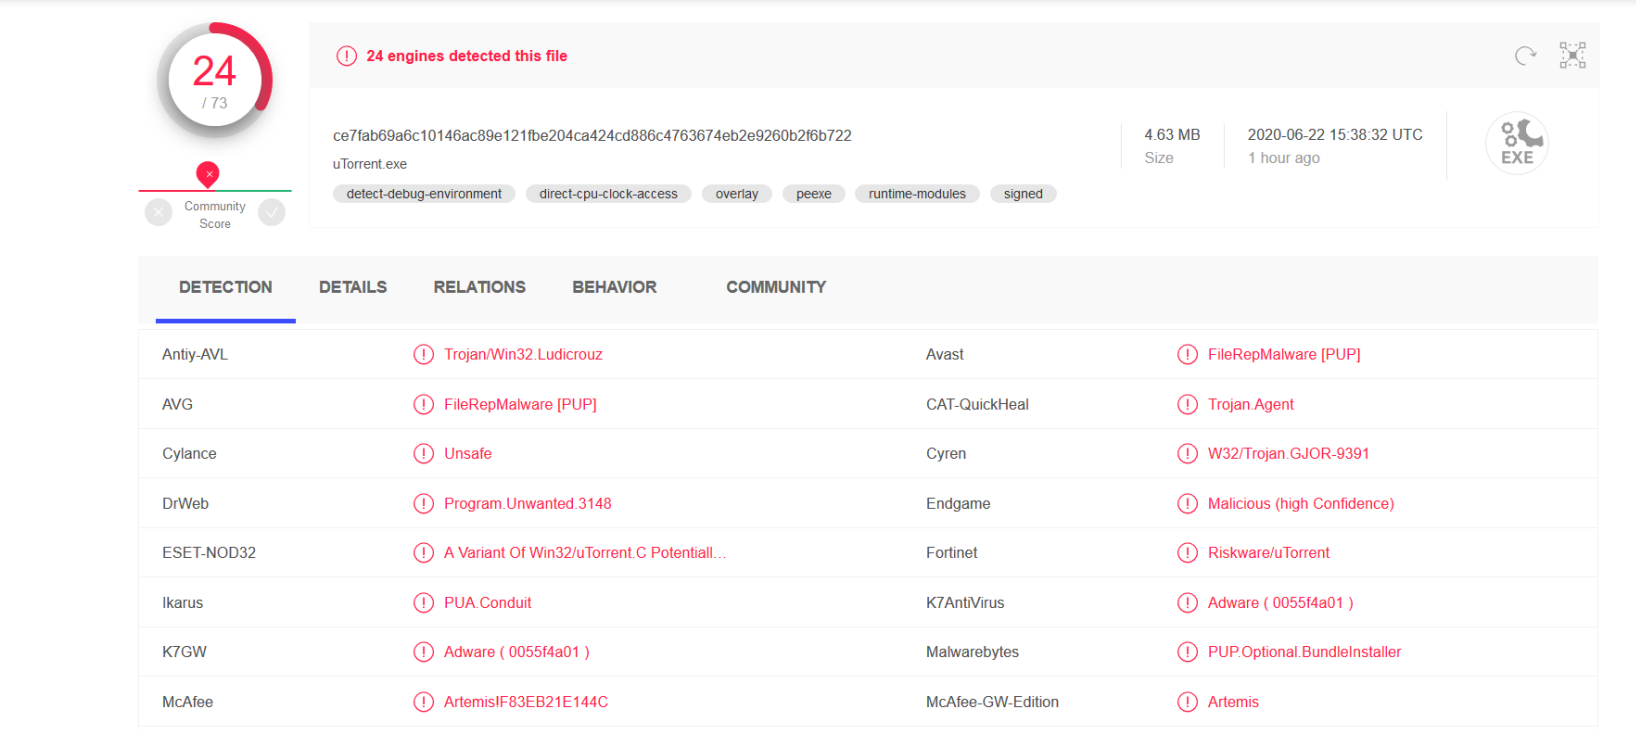 24
/ 73
Community
Score
24 engines detected this file
ce7fab69a6c10146ac89e121fbe204ca424cd886c4763674eb2e9260b2f6b722
uTorrent.exe
detect-debug-environment direct-cpu-clock-access overlay peexe runtime-modules signed
4.63 MB
Size
2020-06-22 15:38:32 UTC
1 hour ago
EXE
DETECTION DETAILS RELATIONS BEHAVIOR COMMUNITY
Antiy-AVL Trojan/Win32.Ludicrouz Avast FileRepMalware [PUP]
AVG FileRepMalware [PUP] CAT-QuickHeal Trojan.Agent
Cylance Unsafe Cyren W32/Trojan.GJOR-9391
DrWeb Program.Unwanted.3148 Endgame Malicious (high Confidence)
ESET-NOD32 A Variant Of Win32/uTorrent.C Potentiall... Fortinet Riskware/uTorrent
Ikarus PUA.Conduit K7AntiVirus Adware ( 0055f4a01 )
K7GW Adware ( 0055f4a01 ) Malwarebytes PUP.Optional.BundleInstaller
McAfee Artemis!F83EB21E144C McAfee-GW-Edition Artemis